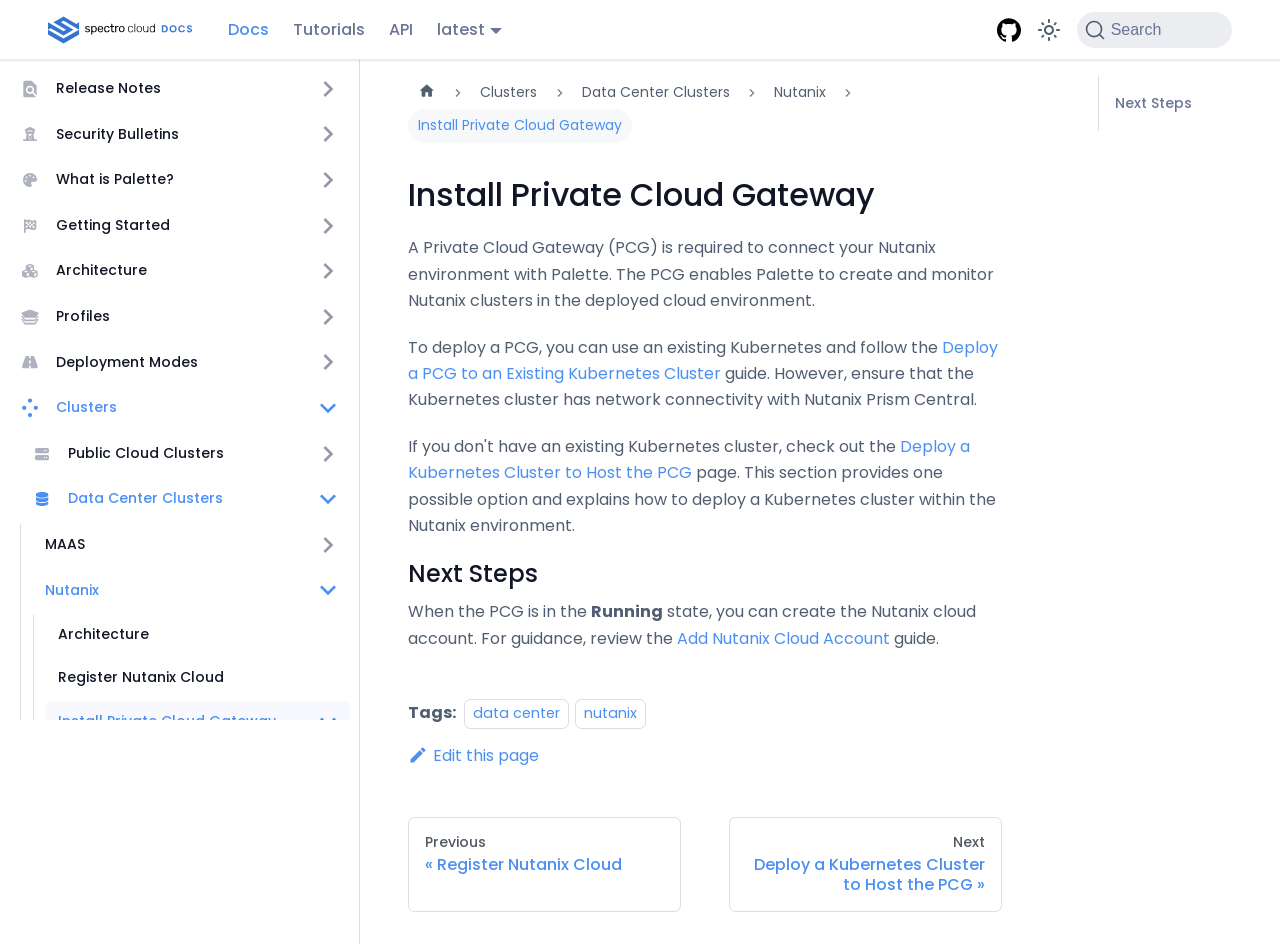 spectro cloud DOCS
Docs
Tutorials
API
latest
Search
Release Notes
Security Bulletins
What is Palette?
Getting Started
Architecture
Profiles
Deployment Modes
Clusters
Public Cloud Clusters
Data Center Clusters
MAAS
Nutanix
Architecture
Register Nutanix Cloud
Install Private Cloud Gateway
Clusters
Data Center Clusters
Nutanix
Install Private Cloud Gateway
Install Private Cloud Gateway
A Private Cloud Gateway (PCG) is required to connect your Nutanix
environment with Palette. The PCG enables Palette to create and monitor
Nutanix clusters in the deployed cloud environment.
To deploy a PCG, you can use an existing Kubernetes and follow the Deploy
a PCG to an Existing Kubernetes Cluster guide. However, ensure that the
Kubernetes cluster has network connectivity with Nutanix Prism Central.
If you don't have an existing Kubernetes cluster, check out the Deploy a
Kubernetes Cluster to Host the PCG page. This section provides one
possible option and explains how to deploy a Kubernetes cluster within the
Nutanix environment.
Next Steps
When the PCG is in the Running state, you can create the Nutanix cloud
account. For guidance, review the Add Nutanix Cloud Account guide.
Tags: data center nutanix
Edit this page
Previous
« Register Nutanix Cloud
Next
Deploy a Kubernetes Cluster
to Host the PCG »
Next Steps